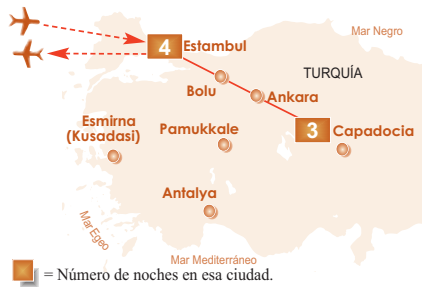 Mar Negro
4 Estambul
TURQUÍA
Bolu
Ankara
Esmirna
(Kusadasi)
Pamukkale
3 Capadocia
Antalya
Mar Egeo
Mar Mediterráneo
= Número de noches en esa ciudad.